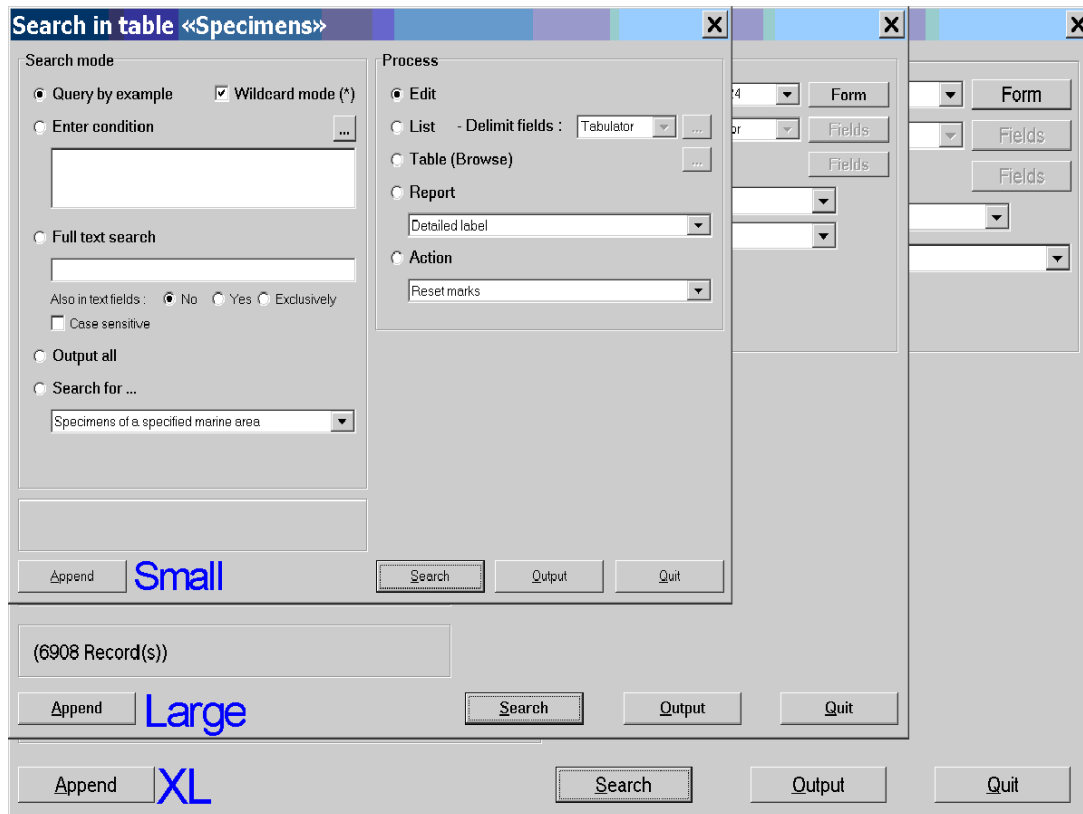 Search in table «Specimens»
Search mode
Query by example
Wildcard mode (*)
Enter condition
...
Full text search
Also in text fields :
No
Yes
Exclusively
Case sensitive
Output all
Search for ...
Specimens of a specified marine area
Process
Edit
List
- Delimit fields :
Tabulator
...
Table (Browse)
...
Report
Detailed label
Action
Reset marks
Append
Small
Search
Output
Quit
Form
Fields
Fields
Form
Fields
Fields
(6908 Record(s))
Append
Large
Search
Output
Quit
Append
XL
Search
Output
Quit